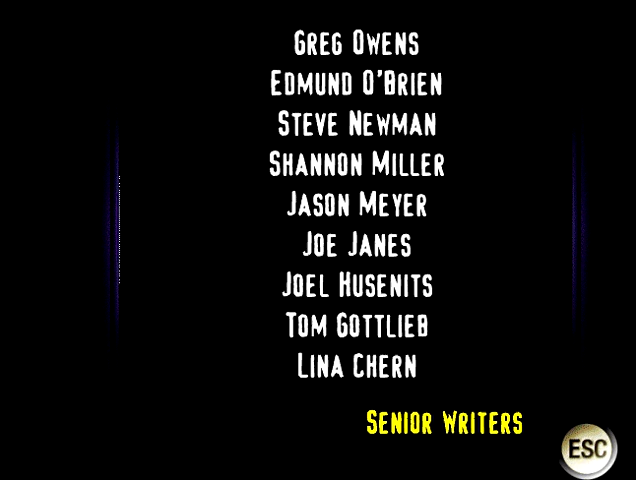 Greg Owens
Edmund O'Brien
Steve Newman
Shannon Miller
Jason Meyer
Joe Janes
Joel Husenits
Tom Gottlieb
Lina Chern
Senior Writers
ESC